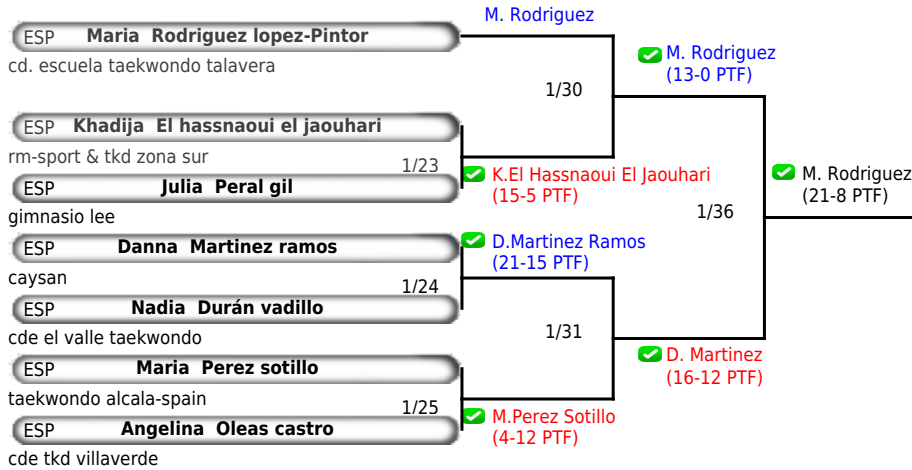 M. Rodriguez
ESP Maria Rodriguez lopez-Pintor
cd. escuela taekwondo talavera
M. Rodriguez
(13-0 PTF)
1/30
ESP Khadija El hassnaoui el jaouhari
rm-sport & tkd zona sur
1/23
K.El Hassnaoui El Jaouhari
(15-5 PTF)
ESP Julia Peral gil
gimnasio lee
M. Rodriguez
(21-8 PTF)
1/36
ESP Danna Martinez ramos
caysan
D.Martinez Ramos
(21-15 PTF)
1/24
ESP Nadia Durán vadillo
cde el valle taekwondo
1/31
D. Martinez
(16-12 PTF)
ESP Maria Perez sotillo
taekwondo alcala-spain
1/25
M.Perez Sotillo
(4-12 PTF)
ESP Angelina Oleas castro
cde tkd villaverde